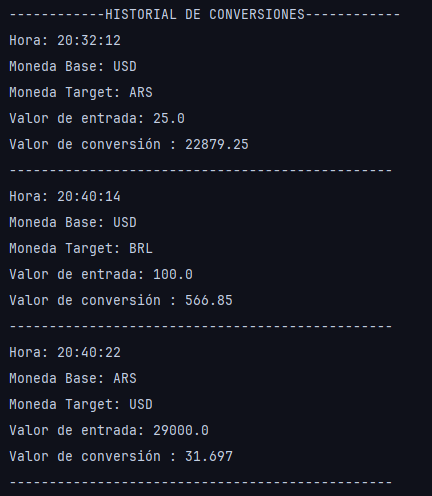 ------------HISTORIAL DE CONVERSIONES------------
Hora: 20:32:12
Moneda Base: USD
Moneda Target: ARS
Valor de entrada: 25.0
Valor de conversión : 22879.25
------------------------------------------------
Hora: 20:40:14
Moneda Base: USD
Moneda Target: BRL
Valor de entrada: 100.0
Valor de conversión : 566.85
------------------------------------------------
Hora: 20:40:22
Moneda Base: ARS
Moneda Target: USD
Valor de entrada: 29000.0
Valor de conversión : 31.697
------------------------------------------------